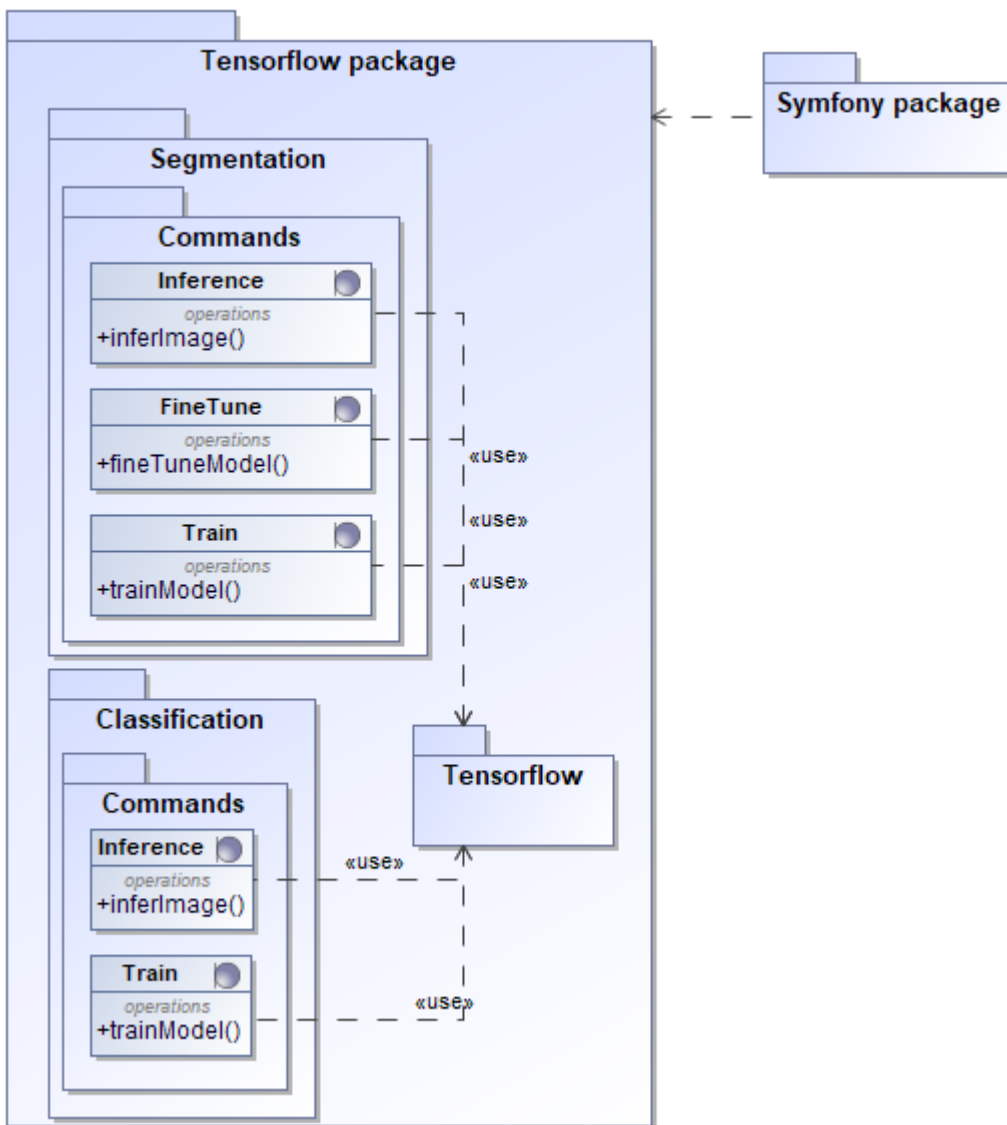 Tensorflow package
Symfony package
Segmentation
Commands
Inference
operations
+inferImage()
FineTune
operations
+fineTuneModel()
«use»
«use»
Train
operations
+trainModel()
«use»
Classification
Tensorflow
Commands
Inference
«use»
operations
+inferImage()
Train
operations
«use»
+trainModel()